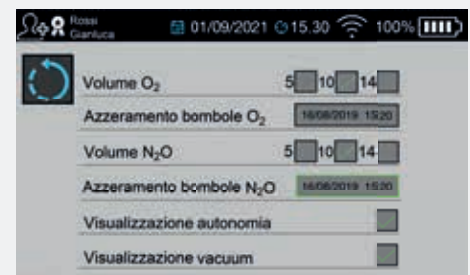 Rossi
Gianluca
01/09/2021 15.30 100%
Volume O₂ 5 10 14
Azzeramento bombole O₂ 16/08/2019 15:20
Volume N₂O 5 10 14
Azzeramento bombole N₂O 16/08/2019 15:20
Visualizzazione autonomia
Visualizzazione vacuum